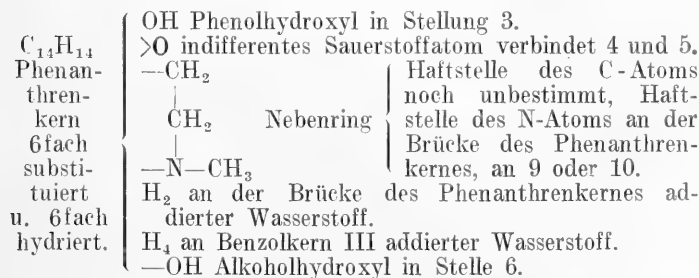 OH Phenolhydroxyl in Stellung 3.
C₁₄H₁₄ >O indifferentes Sauerstoffatom verbindet 4 und 5.
Phenan- —CH₂ Haftstelle des C-Atoms
thren- | noch unbestimmt, Haft-
kern CH₂ Nebenring stelle des N-Atoms an der
6fach | Brücke des Phenanthren-
substi- —N—CH₃ kernes, an 9 oder 10.
tuiert H₂ an der Brücke des Phenanthrenkernes ad-
u. 6fach dierter Wasserstoff.
hydriert. H₄ an Benzolkern III addierter Wasserstoff.
—OH Alkoholhydroxyl in Stelle 6.